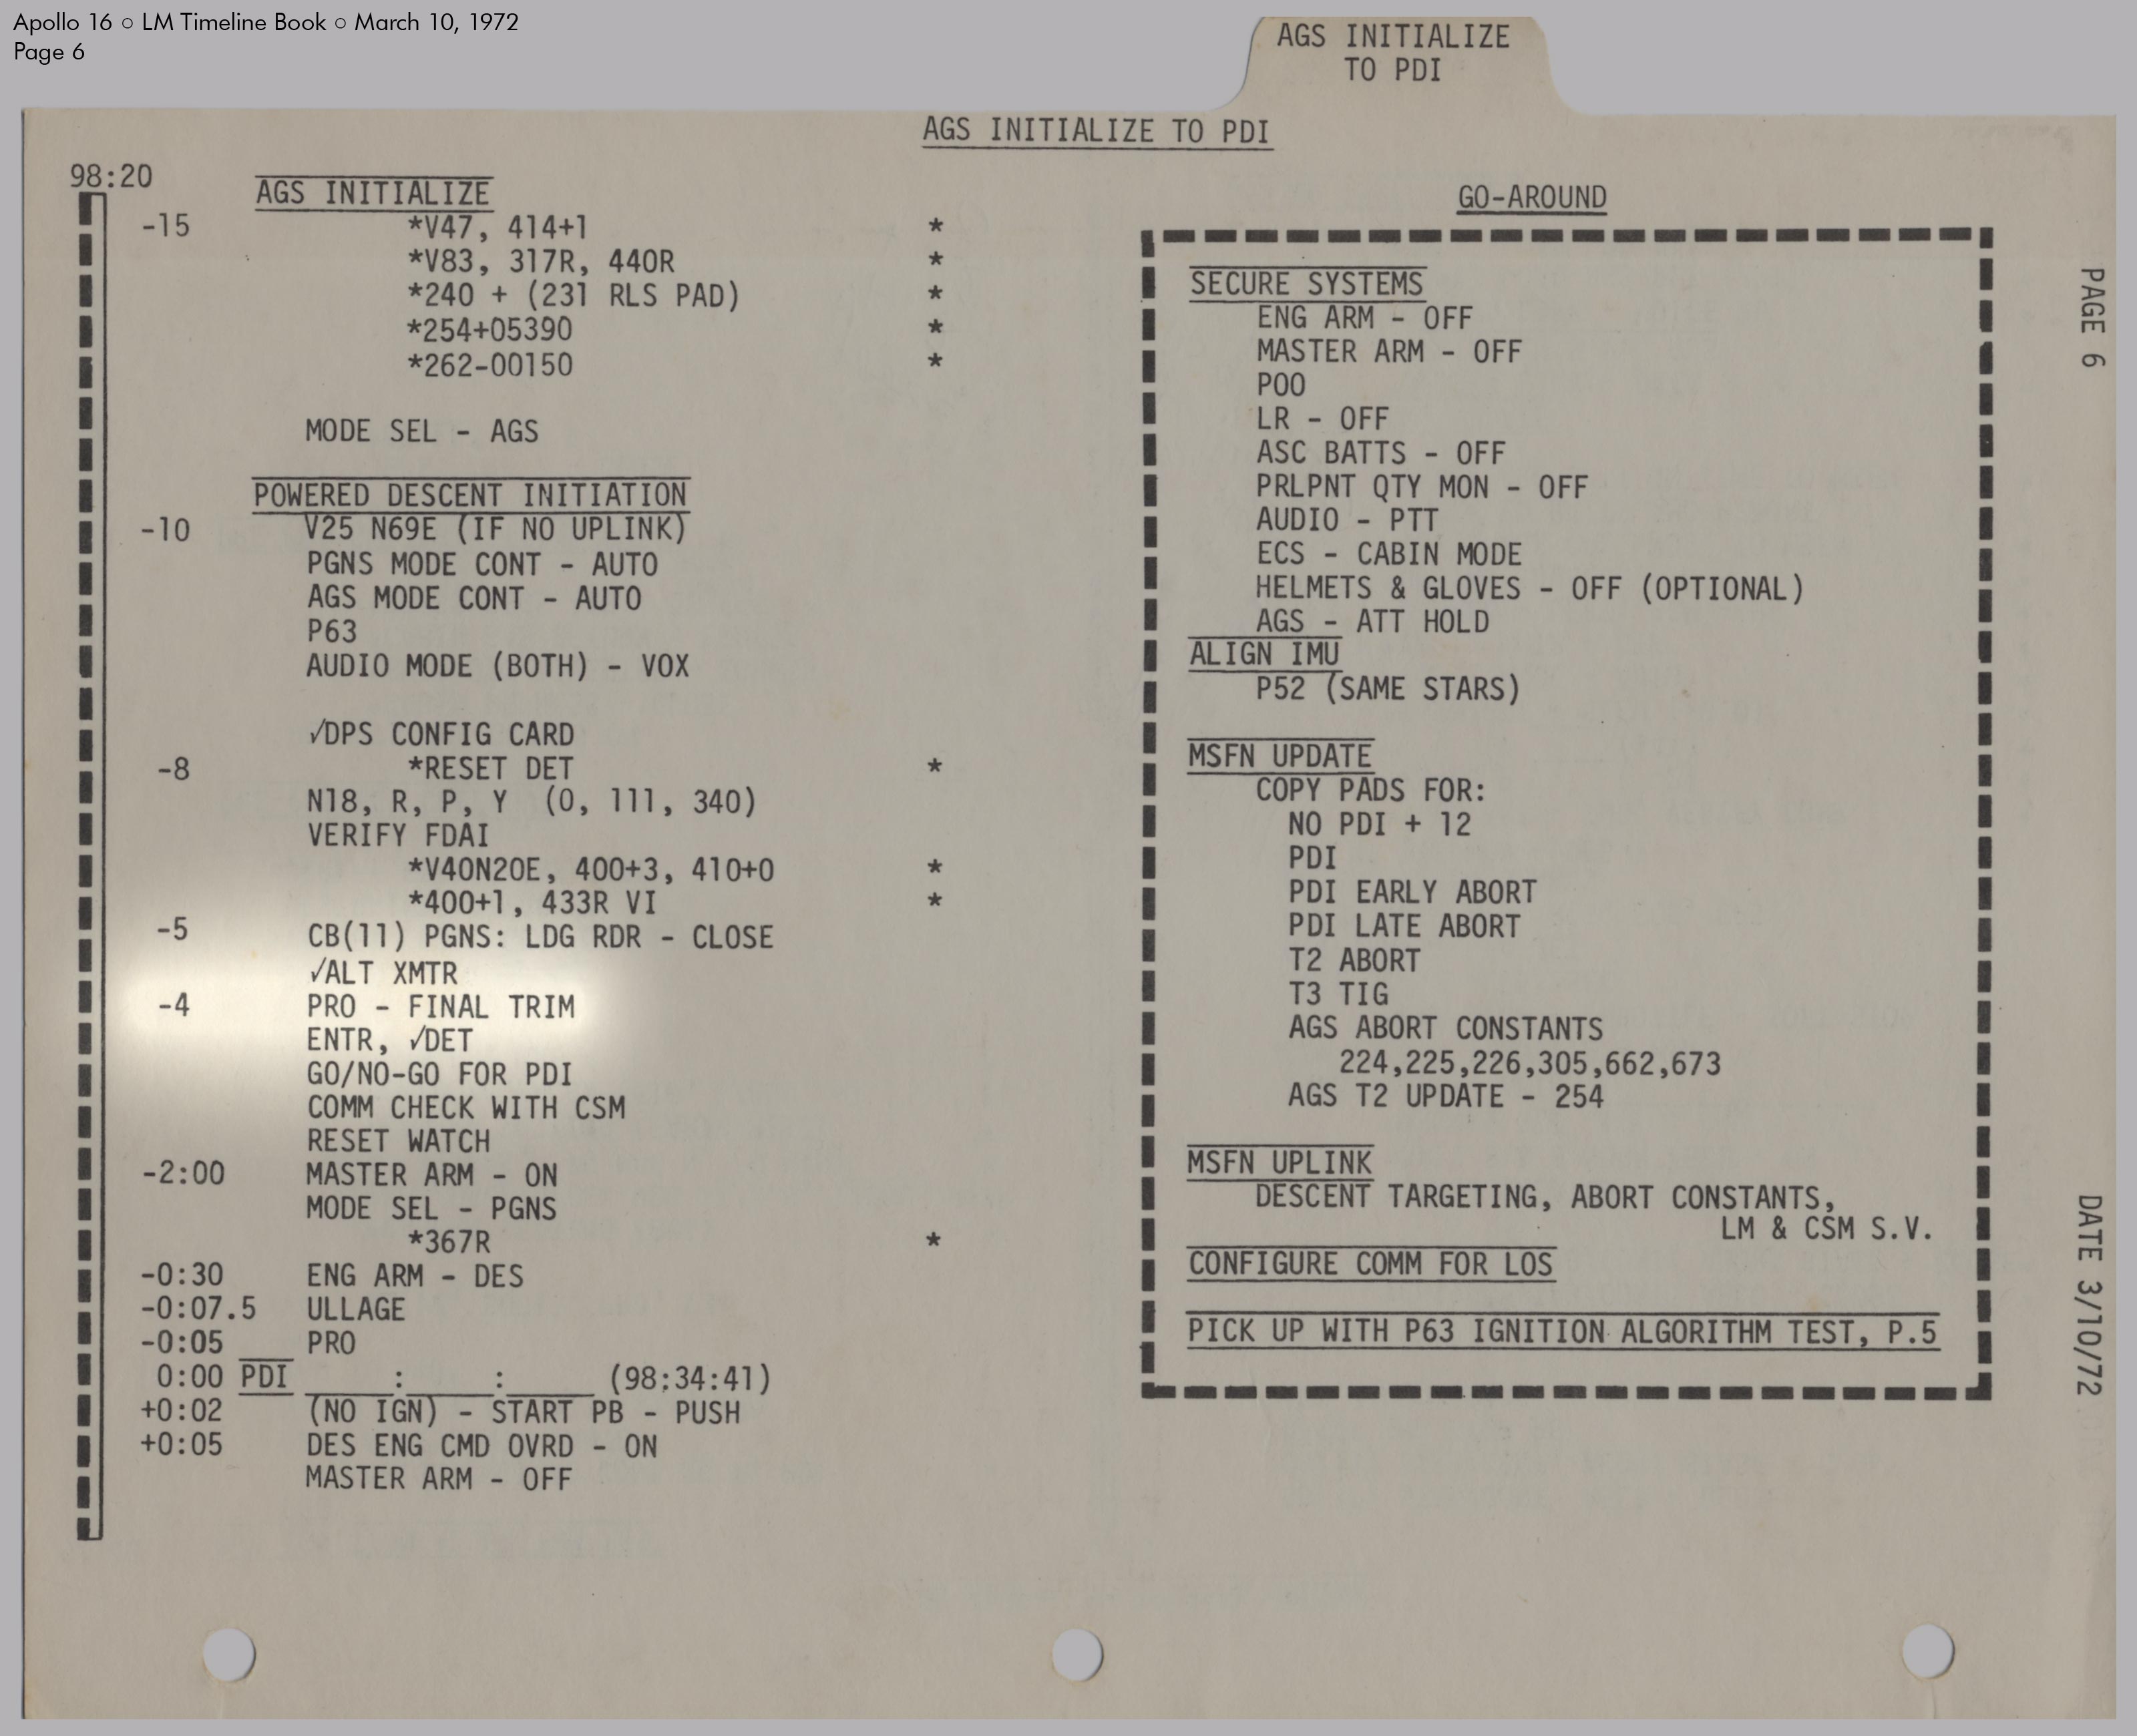 Apollo 16 ○ LM Timeline Book ○ March 10, 1972
Page 6
AGS INITIALIZE
TO PDI
AGS INITIALIZE TO PDI
98:20
AGS INITIALIZE
-15 *V47, 414+1 *
*V83, 317R, 440R *
*240 + (231 RLS PAD) *
*254+05390 *
*262-00150 *
MODE SEL - AGS
POWERED DESCENT INITIATION
-10 V25 N69E (IF NO UPLINK)
PGNS MODE CONT - AUTO
AGS MODE CONT - AUTO
P63
AUDIO MODE (BOTH) - VOX
√DPS CONFIG CARD
-8 *RESET DET *
N18, R, P, Y (0, 111, 340)
VERIFY FDAI
*V40N20E, 400+3, 410+0 *
*400+1, 433R VI *
-5 CB(11) PGNS: LDG RDR - CLOSE
√ALT XMTR
-4 PRO - FINAL TRIM
ENTR, √DET
GO/NO-GO FOR PDI
COMM CHECK WITH CSM
RESET WATCH
-2:00 MASTER ARM - ON
MODE SEL - PGNS
*367R *
-0:30 ENG ARM - DES
-0:07.5 ULLAGE
-0:05 PRO
0:00 PDI _____:_____:_____ (98:34:41)
+0:02 (NO IGN) - START PB - PUSH
+0:05 DES ENG CMD OVRD - ON
MASTER ARM - OFF
GO-AROUND
SECURE SYSTEMS
ENG ARM - OFF
MASTER ARM - OFF
POO
LR - OFF
ASC BATTS - OFF
PRLPNT QTY MON - OFF
AUDIO - PTT
ECS - CABIN MODE
HELMETS & GLOVES - OFF (OPTIONAL)
AGS - ATT HOLD
ALIGN IMU
P52 (SAME STARS)
MSFN UPDATE
COPY PADS FOR:
NO PDI + 12
PDI
PDI EARLY ABORT
PDI LATE ABORT
T2 ABORT
T3 TIG
AGS ABORT CONSTANTS
224,225,226,305,662,673
AGS T2 UPDATE - 254
MSFN UPLINK
DESCENT TARGETING, ABORT CONSTANTS,
LM & CSM S.V.
CONFIGURE COMM FOR LOS
PICK UP WITH P63 IGNITION ALGORITHM TEST, P.5
PAGE 6
DATE 3/10/72